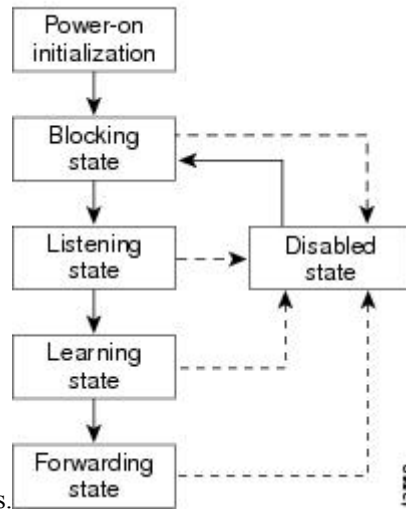 Power-on
initialization
Blocking
state
Listening
state
Disabled
state
Learning
state
Forwarding
state
s.